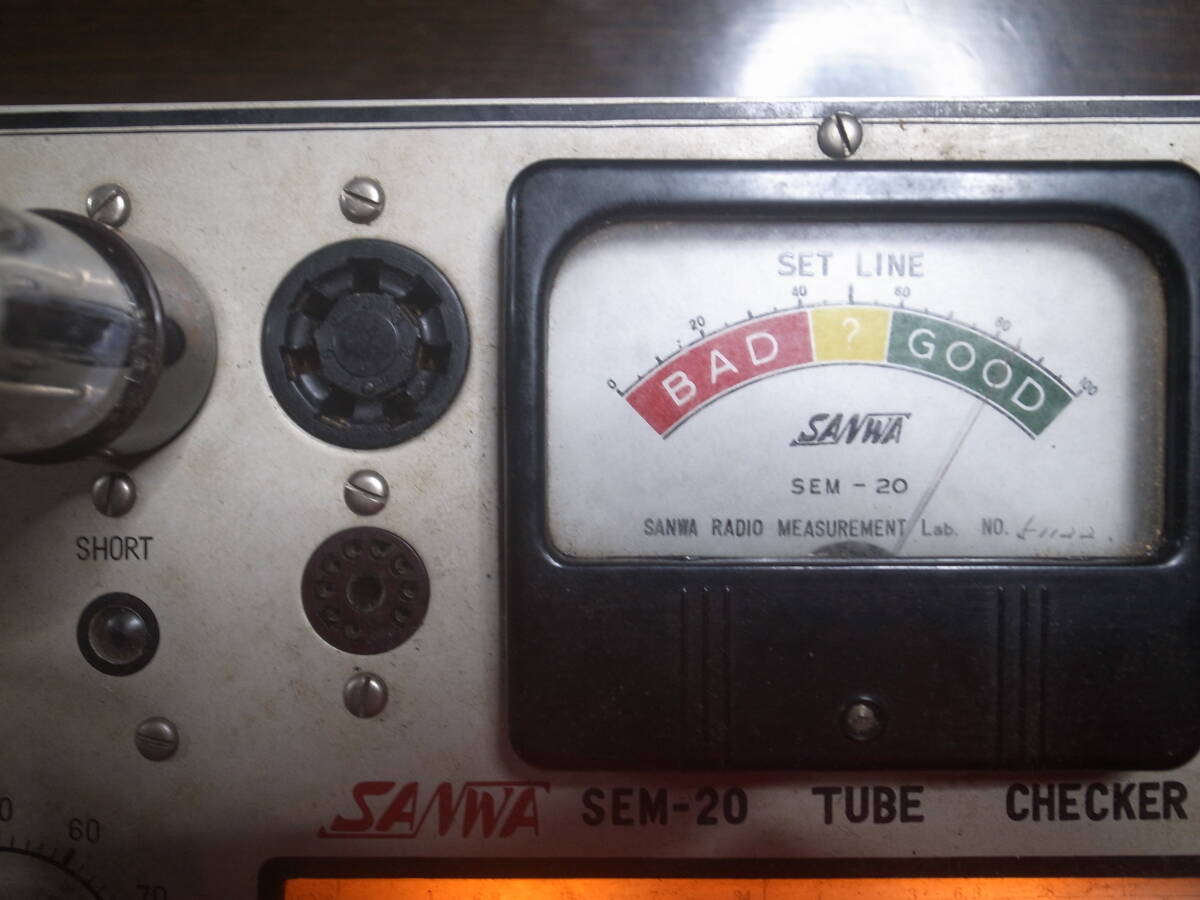 SET LINE
0 20 40 60 80 100
BAD ? GOOD
SANWA
SEM-20
SANWA RADIO MEASUREMENT Lab. NO.
SHORT
SANWA SEM-20 TUBE CHECKER
60
70